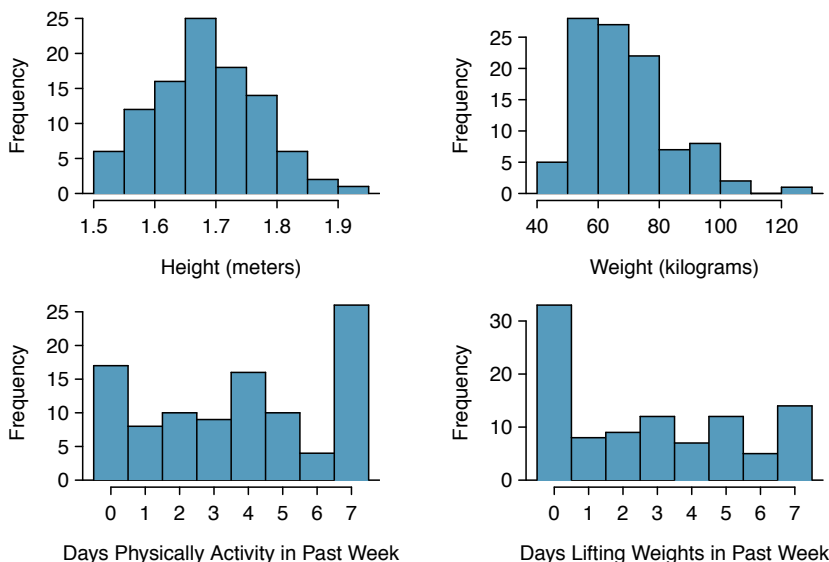 Frequency
25
20
15
10
5
0
1.5 1.6 1.7 1.8 1.9
Height (meters)
Frequency
25
20
15
10
5
0
40 60 80 100 120
Weight (kilograms)
Frequency
25
20
15
10
5
0
0 1 2 3 4 5 6 7
Days Physically Activity in Past Week
Frequency
30
20
10
0
0 1 2 3 4 5 6 7
Days Lifting Weights in Past Week